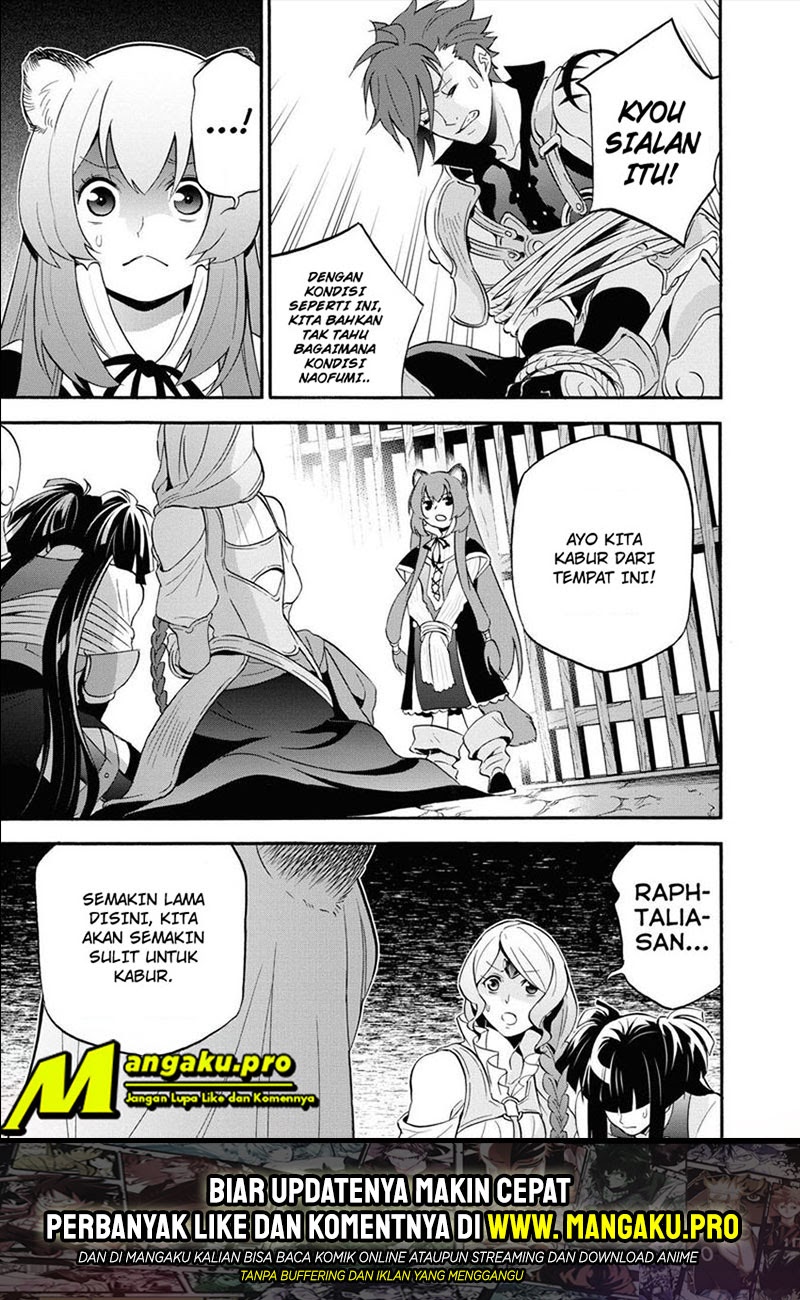 KYOU
SIALAN
ITU!
DENGAN
KONDISI
SEPERTI INI,
KITA BAHKAN
TAK TAHU
BAGAIMANA
KONDISI
NAOFUMI..
...!
AYO KITA
KABUR DARI
TEMPAT INI!
RAPH-
TALIA-
SAN...
SEMAKIN LAMA
DISINI, KITA
AKAN SEMAKIN
SULIT UNTUK
KABUR.
Mangaku.pro
Jangan Lupa Like dan Komennya
BIAR UPDATENYA MAKIN CEPAT
PERBANYAK LIKE DAN KOMENTNYA DI WWW. MANGAKU.PRO
DAN DI MANGAKU KALIAN BISA BACA KOMIK ONLINE ATAUPUN STREAMING DAN DOWNLOAD ANIME
TANPA BUFFERING DAN IKLAN YANG MENGGANGU